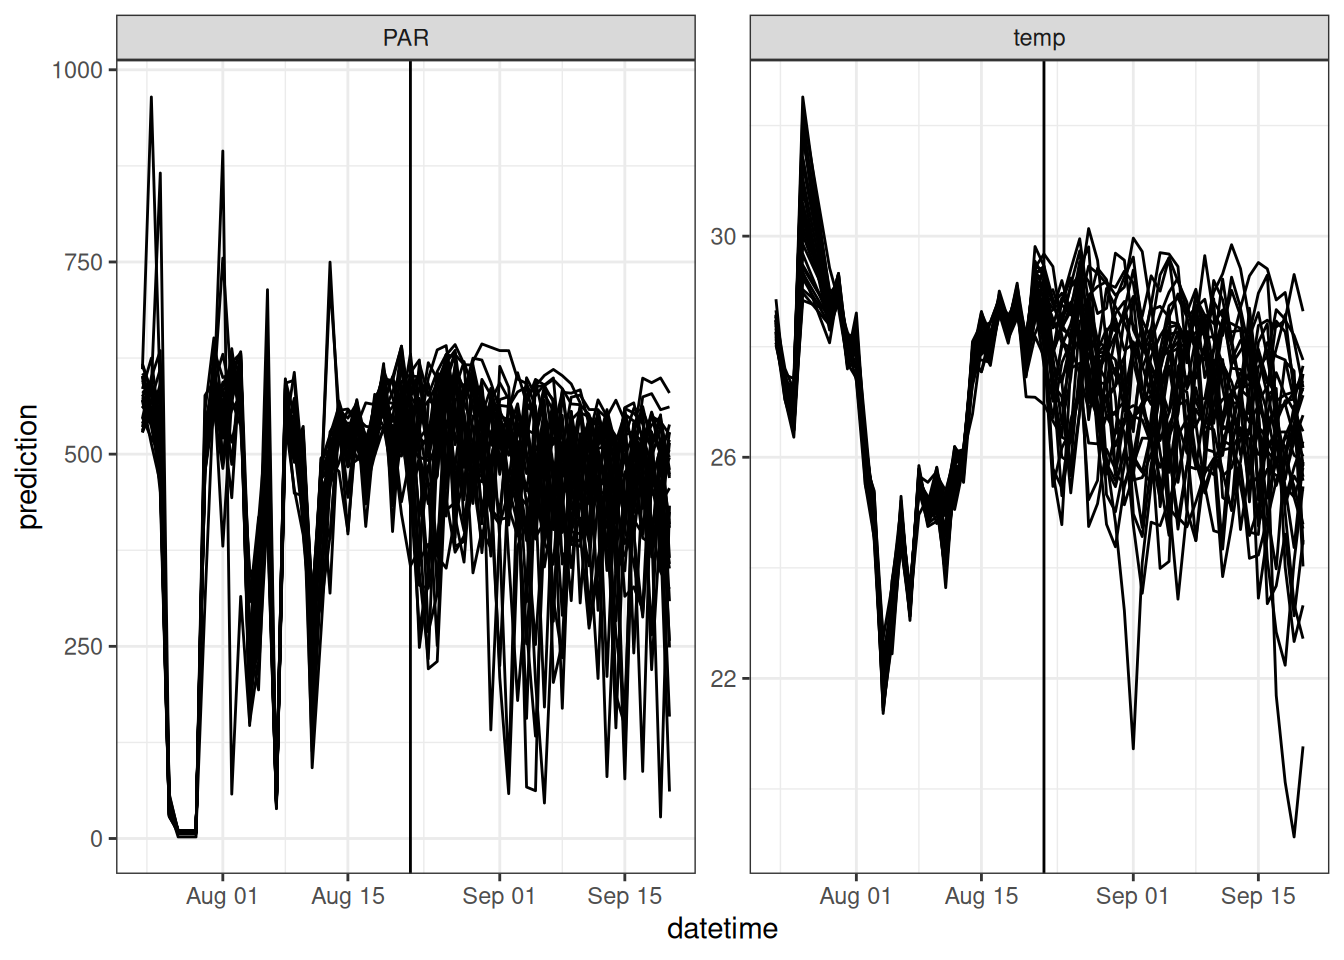 PAR
temp
prediction
1000
750
500
250
0
30
26
22
Aug 01
Aug 15
Sep 01
Sep 15
Aug 01
Aug 15
Sep 01
Sep 15
datetime